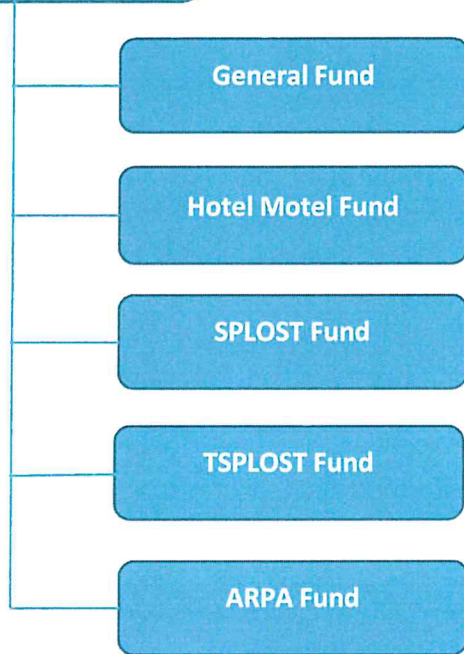 General Fund
Hotel Motel Fund
SPLOST Fund
TSPLOST Fund
ARPA Fund